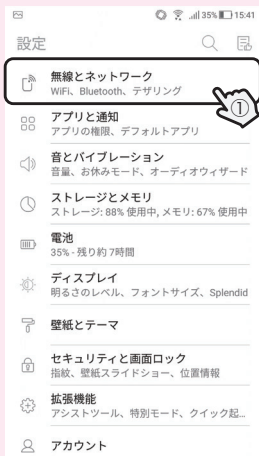 35% 15:41
設定
無線とネットワーク
WiFi、Bluetooth、テザリング
①
アプリと通知
アプリの権限、デフォルトアプリ
音とバイブレーション
音量、お休みモード、オーディオウィザード
ストレージとメモリ
ストレージ: 88% 使用中, メモリ: 67% 使用中
電池
35% - 残り約 7時間
ディスプレイ
明るさのレベル、フォントサイズ、Splendid
壁紙とテーマ
セキュリティと画面ロック
指紋、壁紙スライドショー、位置情報
拡張機能
アシストツール、特別モード、クイック起...
アカウント